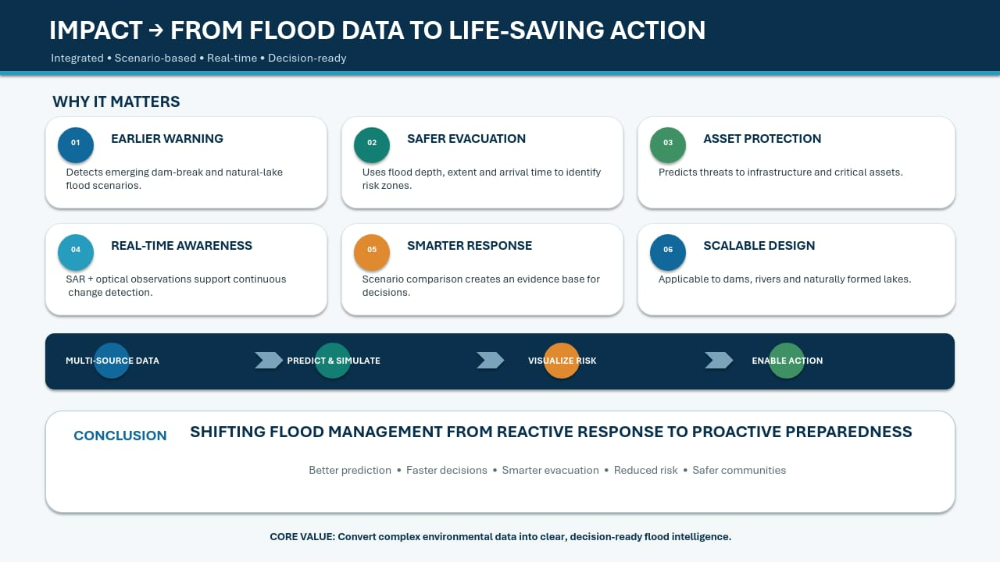 IMPACT → FROM FLOOD DATA TO LIFE-SAVING ACTION
Integrated • Scenario-based • Real-time • Decision-ready
WHY IT MATTERS
01
EARLIER WARNING
Detects emerging dam-break and natural-lake
flood scenarios.
02
SAFER EVACUATION
Uses flood depth, extent and arrival time to identify
risk zones.
03
ASSET PROTECTION
Predicts threats to infrastructure and critical assets.
04
REAL-TIME AWARENESS
SAR + optical observations support continuous
change detection.
05
SMARTER RESPONSE
Scenario comparison creates an evidence base for
decisions.
06
SCALABLE DESIGN
Applicable to dams, rivers and naturally formed lakes.
MULTI-SOURCE DATA
PREDICT & SIMULATE
VISUALIZE RISK
ENABLE ACTION
CONCLUSION
SHIFTING FLOOD MANAGEMENT FROM REACTIVE RESPONSE TO PROACTIVE PREPAREDNESS
Better prediction • Faster decisions • Smarter evacuation • Reduced risk • Safer communities
CORE VALUE: Convert complex environmental data into clear, decision-ready flood intelligence.